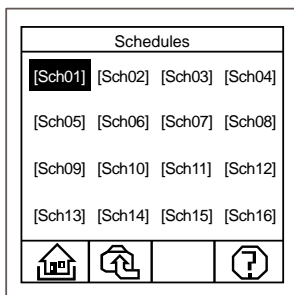 Schedules
[Sch01] [Sch02] [Sch03] [Sch04]
[Sch05] [Sch06] [Sch07] [Sch08]
[Sch09] [Sch10] [Sch11] [Sch12]
[Sch13] [Sch14] [Sch15] [Sch16]
?